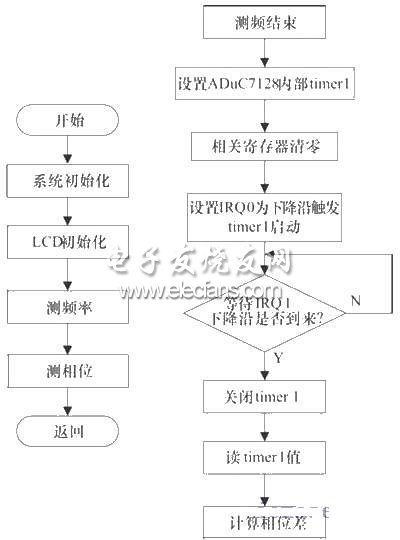 开始
系统初始化
LCD初始化
测频率
测相位
返回
测频结束
设置ADuC7128内部timer1
相关寄存器清零
设置IRQ0为下降沿触发
timer1启动
等待IRQ1
下降沿是否到来?
N
Y
关闭timer 1
读timer1值
计算相位差
电子发烧友网
www.elecfans.com